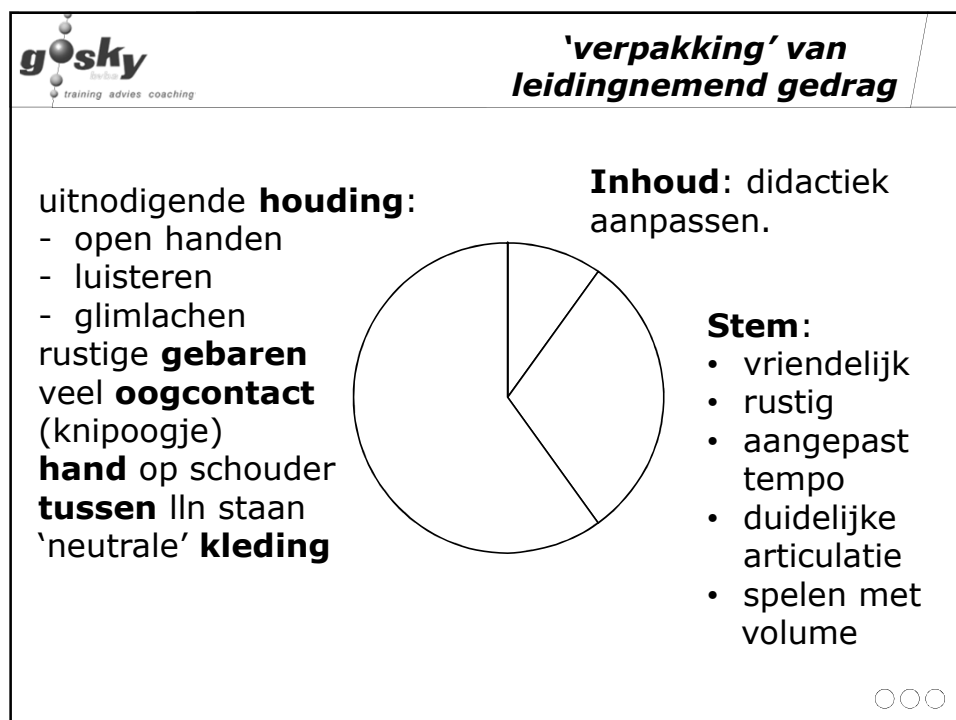 gosky
bvba
training advies coaching
‘verpakking’ van
leidingnemend gedrag
uitnodigende houding:
- open handen
- luisteren
- glimlachen
rustige gebaren
veel oogcontact
(knipoogje)
hand op schouder
tussen lln staan
‘neutrale’ kleding
Inhoud: didactiek
aanpassen.
Stem:
• vriendelijk
• rustig
• aangepast
tempo
• duidelijke
articulatie
• spelen met
volume